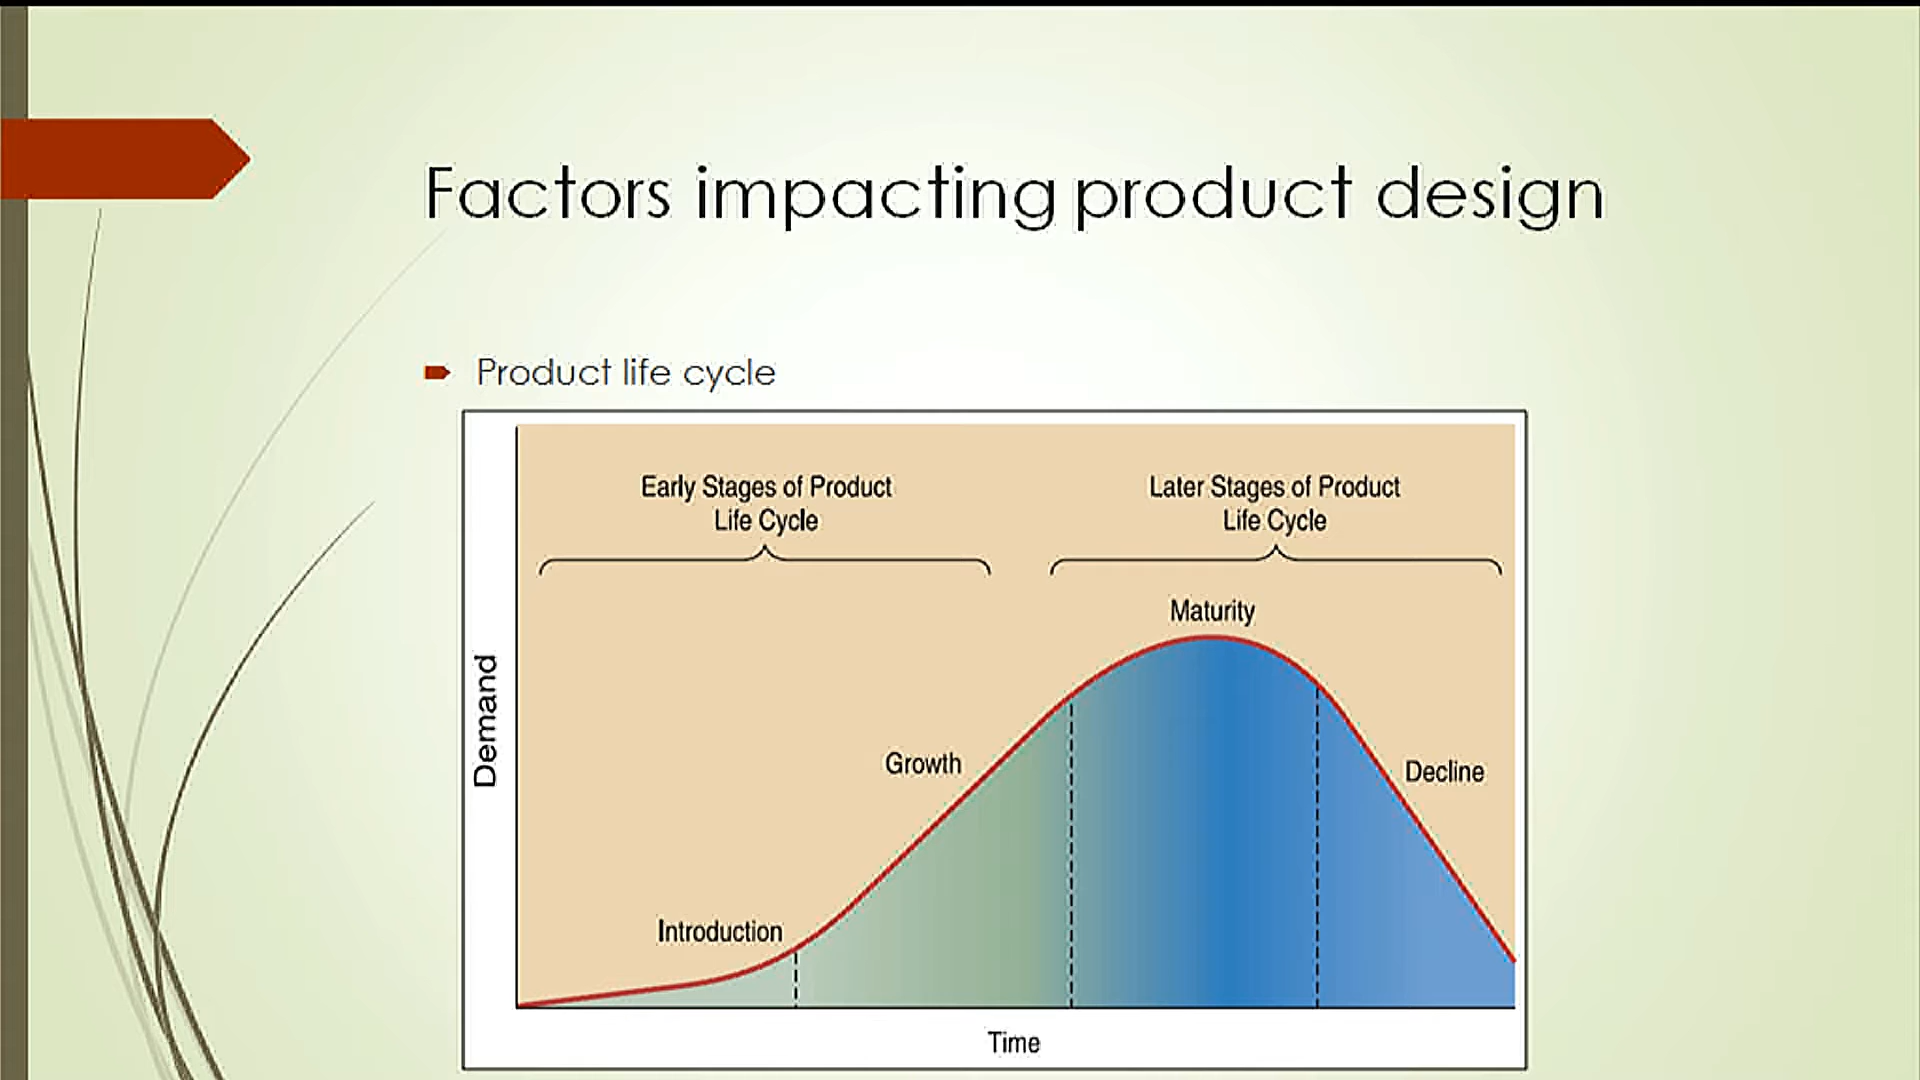 Factors impacting product design
Product life cycle
Early Stages of Product
Life Cycle
Later Stages of Product
Life Cycle
Maturity
Growth
Decline
Introduction
Demand
Time